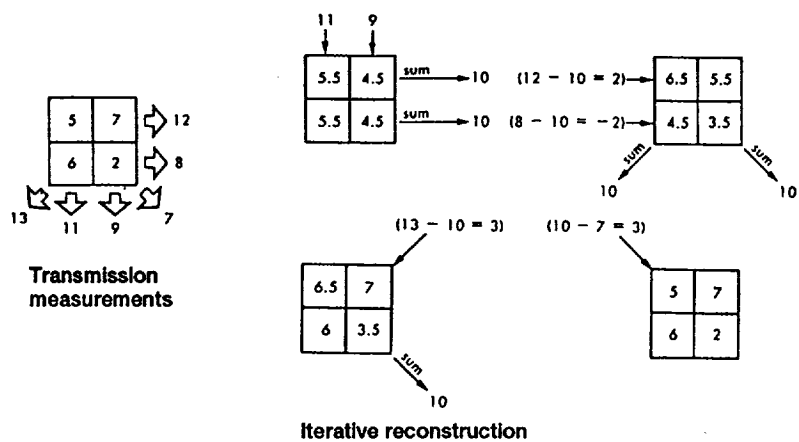 11 9
5.5 4.5 sum 10 (12 - 10 = 2) 6.5 5.5
5.5 4.5 sum 10 (8 - 10 = -2) 4.5 3.5
sum sum
10 10
5 7 12
6 2 8
13 11 9 7
Transmission
measurements
(13 - 10 = 3) (10 - 7 = 3)
6.5 7
6 3.5
sum
10
5 7
6 2
Iterative reconstruction